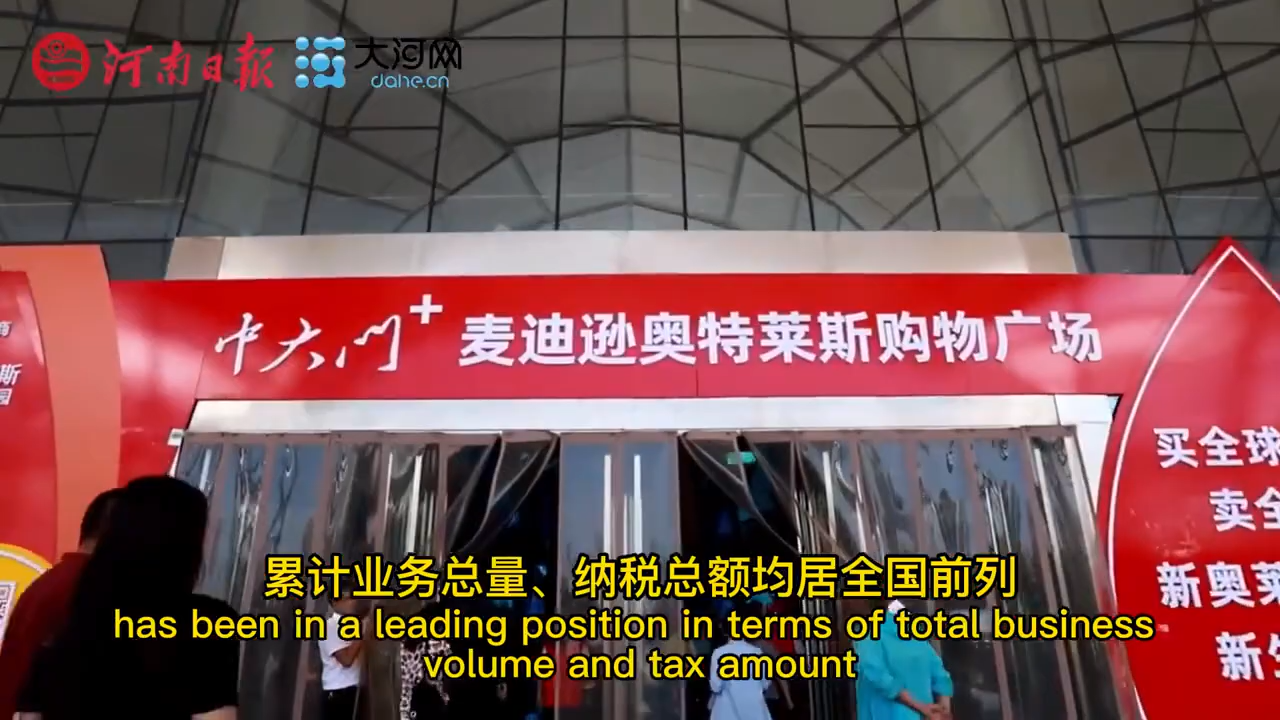 河南日报
大河网
dahe.cn
中大门+ 麦迪逊奥特莱斯购物广场
商
斯
园
买全球
卖全
新奥莱
新
累计业务总量、纳税总额均居全国前列
has been in a leading position in terms of total business
volume and tax amount